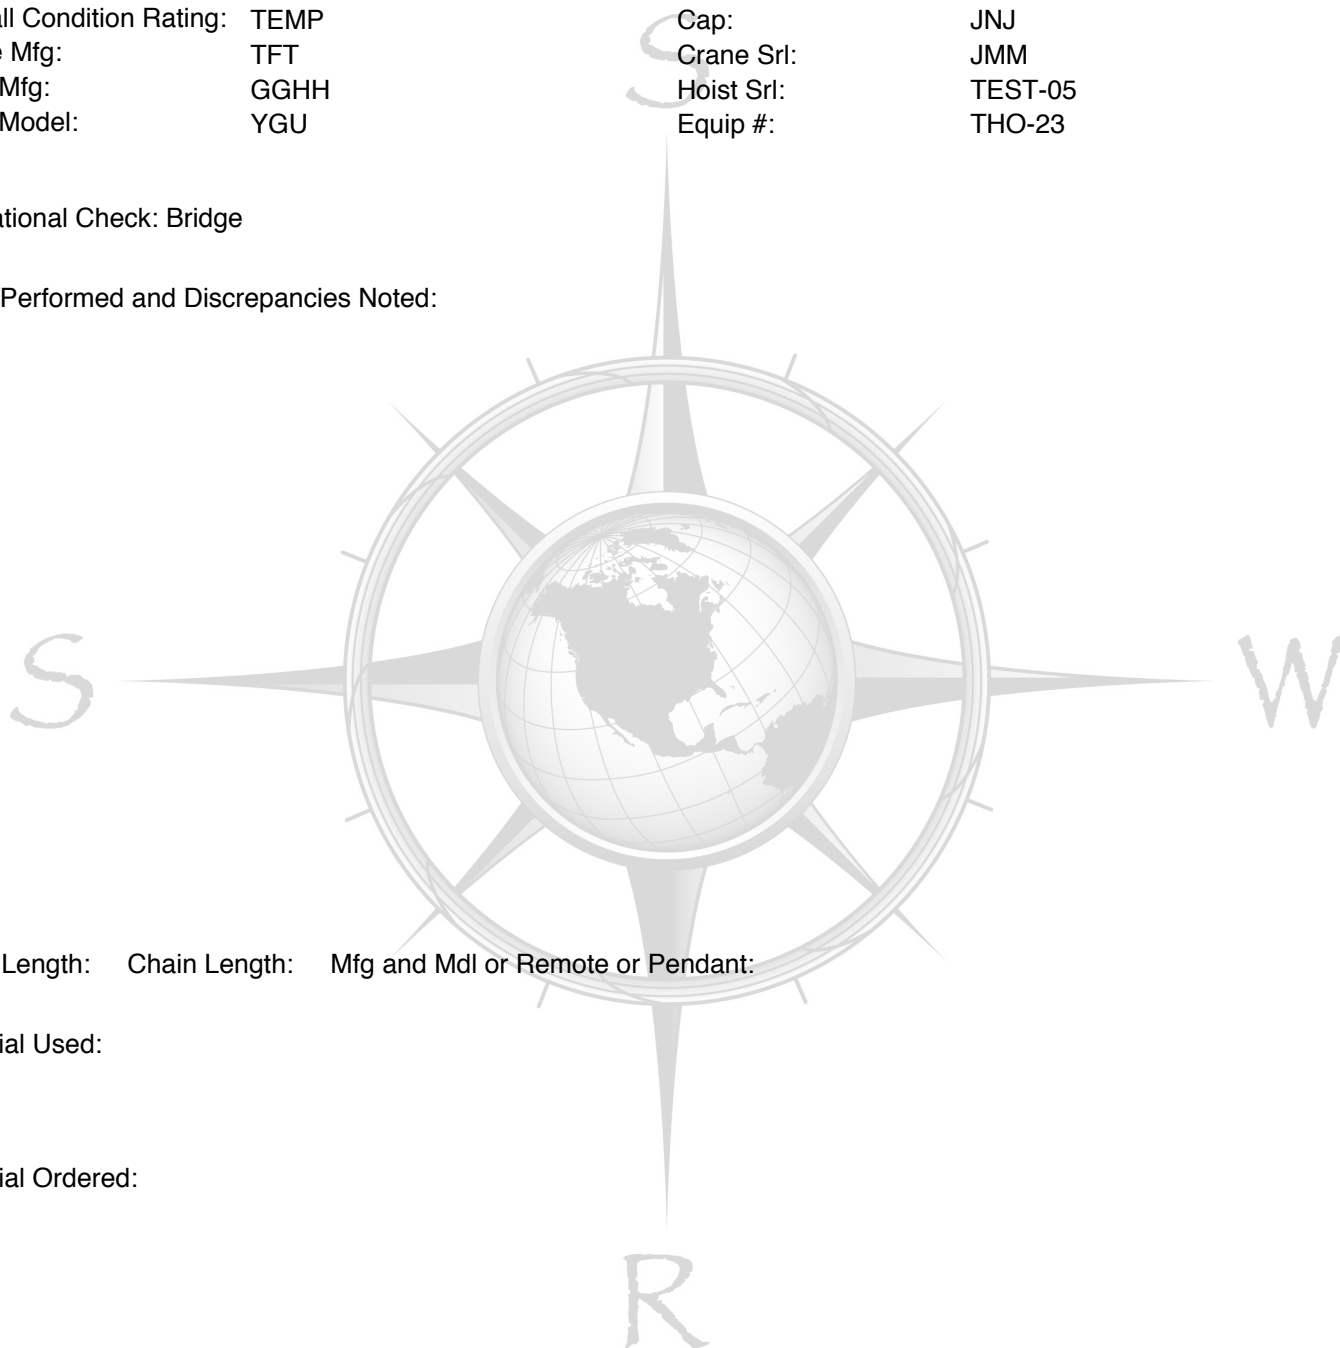 all Condition Rating: TEMP Cap: JNJ
e Mfg: TFT Crane Srl: JMM
Mfg: GGHH Hoist Srl: TEST-05
Model: YGU Equip #: THO-23
S
ational Check: Bridge
Performed and Discrepancies Noted:
S W
Length: Chain Length: Mfg and Mdl or Remote or Pendant:
ial Used:
ial Ordered:
R